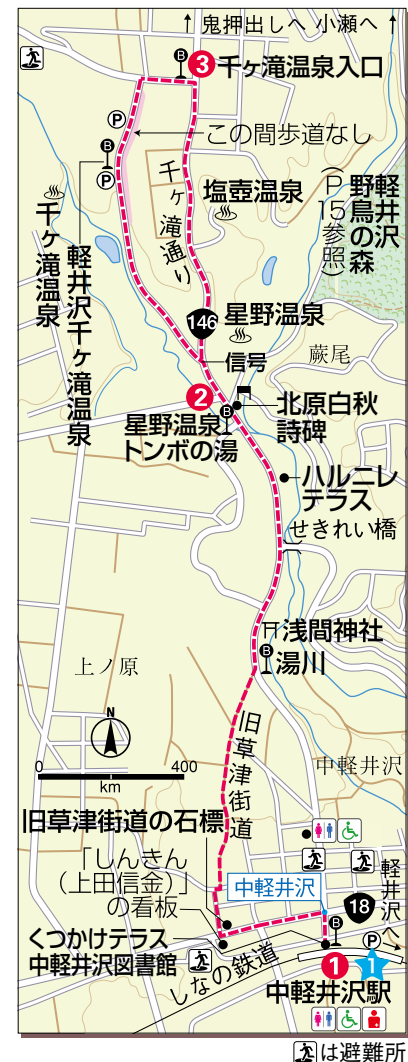 ↑鬼押出しへ 小瀬へ↑
B
3 千ヶ滝温泉入口
P
この間歩道なし
B
P
千ヶ滝通り
塩壺温泉
軽井沢
野鳥の森
(P15参照)
千ヶ滝温泉
軽井沢千ヶ滝温泉
146
星野温泉
信号
蕨尾
2
B
北原白秋
詩碑
星野温泉
トンボの湯
ハルニレ
テラス
せきれい橋
浅間神社
B
湯川
上ノ原
N
0 400
km
旧草津街道
中軽井沢
旧草津街道の石標
「しんきん
(上田信金)」
の看板
中軽井沢
18
軽井沢へ
B
P
くつかけテラス
中軽井沢図書館
しなの鉄道
1
1
中軽井沢駅
は避難所